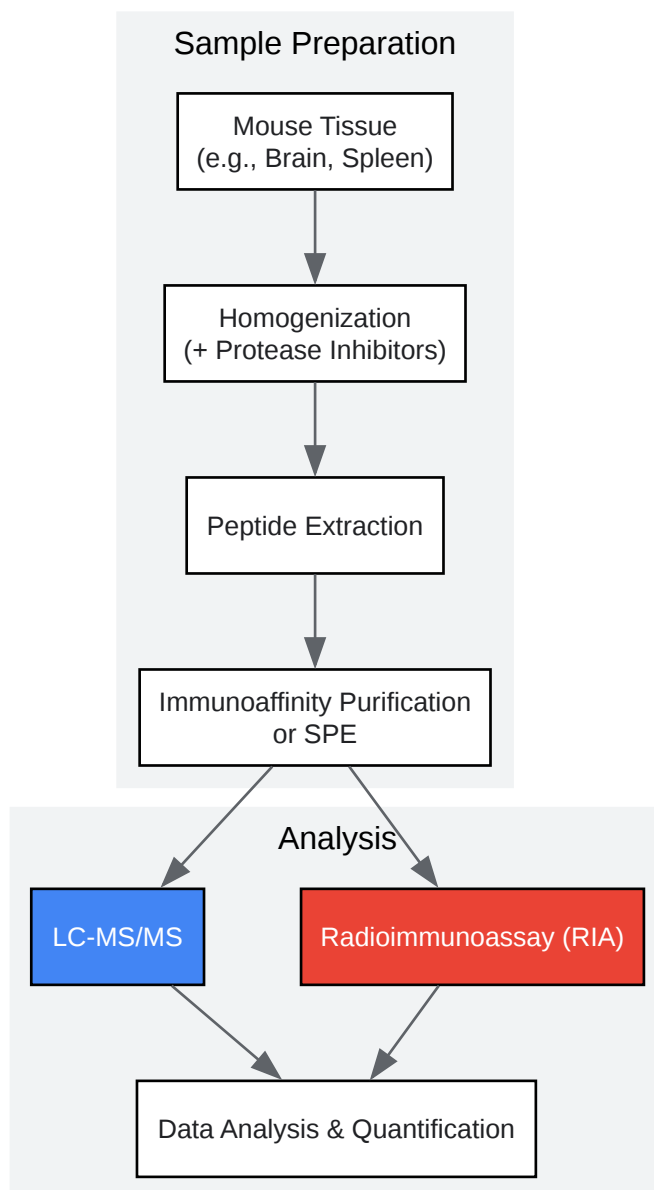 Sample Preparation
Mouse Tissue
(e.g., Brain, Spleen)
Homogenization
(+ Protease Inhibitors)
Peptide Extraction
Immunoaffinity Purification
or SPE
Analysis
LC-MS/MS
Radioimmunoassay (RIA)
Data Analysis & Quantification